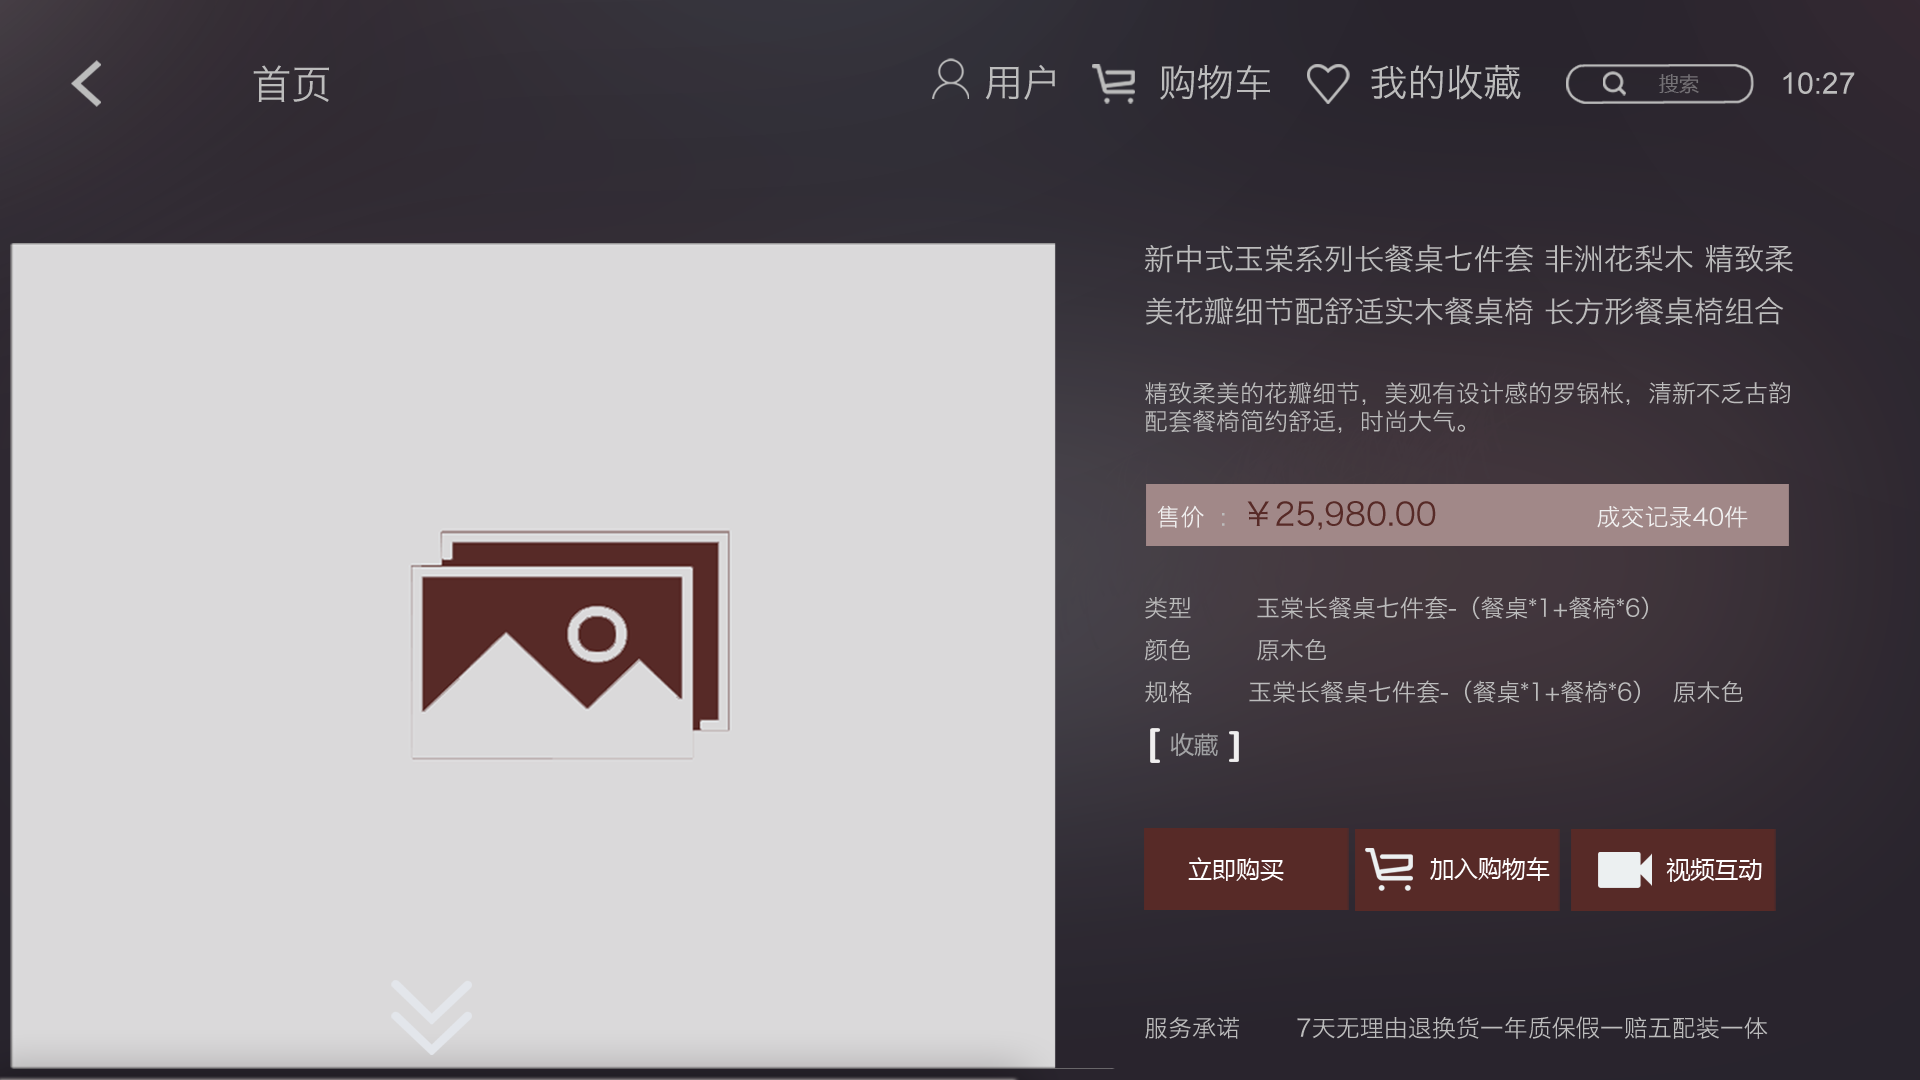 首页
用户
购物车
我的收藏
搜索
10:27
新中式玉棠系列长餐桌七件套 非洲花梨木 精致柔
美花瓣细节配舒适实木餐桌椅 长方形餐桌椅组合
精致柔美的花瓣细节，美观有设计感的罗锅枨，清新不乏古韵
配套餐椅简约舒适，时尚大气。
售价 : ￥25,980.00 成交记录40件
类型 玉棠长餐桌七件套-（餐桌*1+餐椅*6）
颜色 原木色
规格 玉棠长餐桌七件套-（餐桌*1+餐椅*6） 原木色
[ 收藏 ]
立即购买
加入购物车
视频互动
服务承诺 7天无理由退换货一年质保假一赔五配装一体